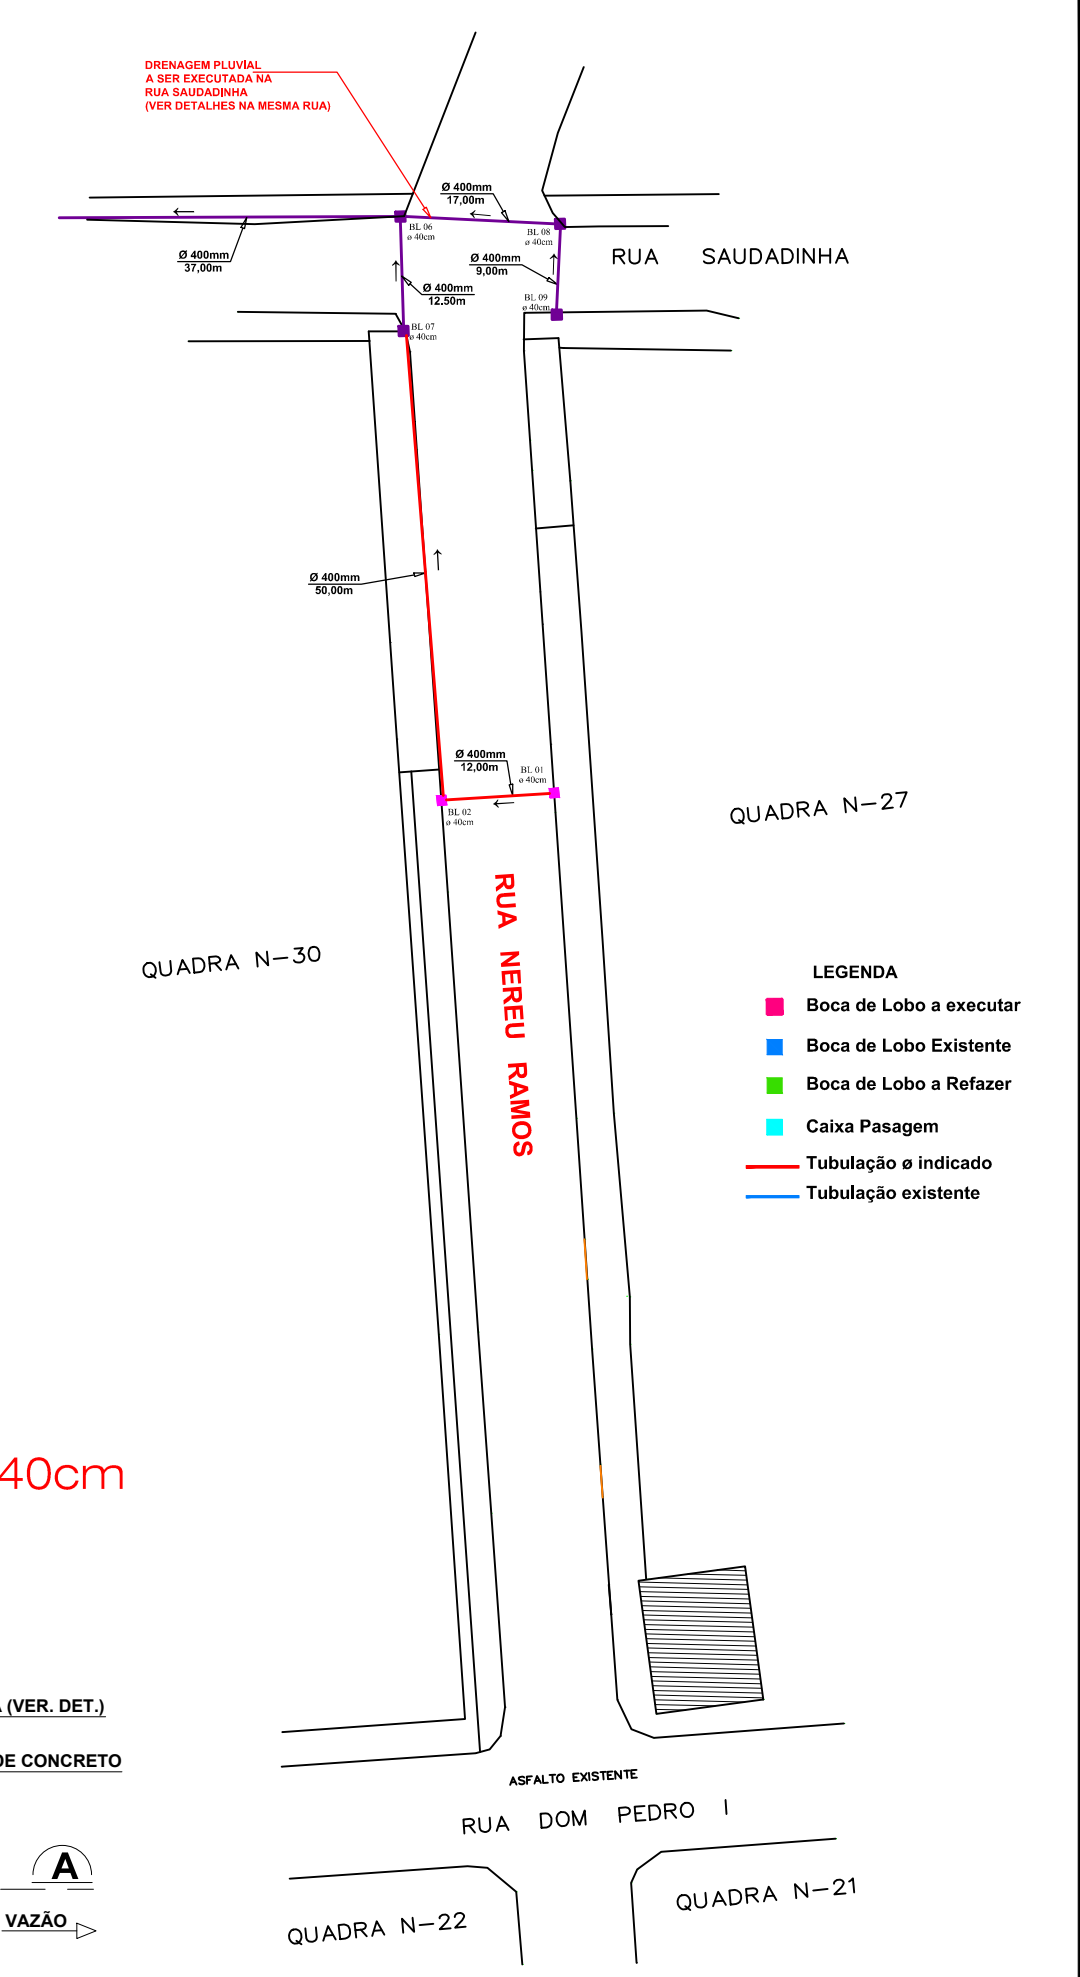 DRENAGEM PLUVIAL
A SER EXECUTADA NA
RUA SAUDADINHA
(VER DETALHES NA MESMA RUA)
Ø 400mm
17,00m
BL 06
ø 40cm
BL 08
ø 40cm
Ø 400mm
37,00m
Ø 400mm
9,00m
RUA SAUDADINHA
Ø 400mm
12.50m
BL 09
ø 40cm
BL 07
ø 40cm
Ø 400mm
50,00m
Ø 400mm
12,00m
BL 01
ø 40cm
BL 02
ø 40cm
QUADRA N-27
RUA NEREU RAMOS
QUADRA N-30
LEGENDA
Boca de Lobo a executar
Boca de Lobo Existente
Boca de Lobo a Refazer
Caixa Pasagem
Tubulação ø indicado
Tubulação existente
40cm
A (VER. DET.)
DE CONCRETO
ASFALTO EXISTENTE
RUA DOM PEDRO I
A
VAZÃO
QUADRA N-22
QUADRA N-21